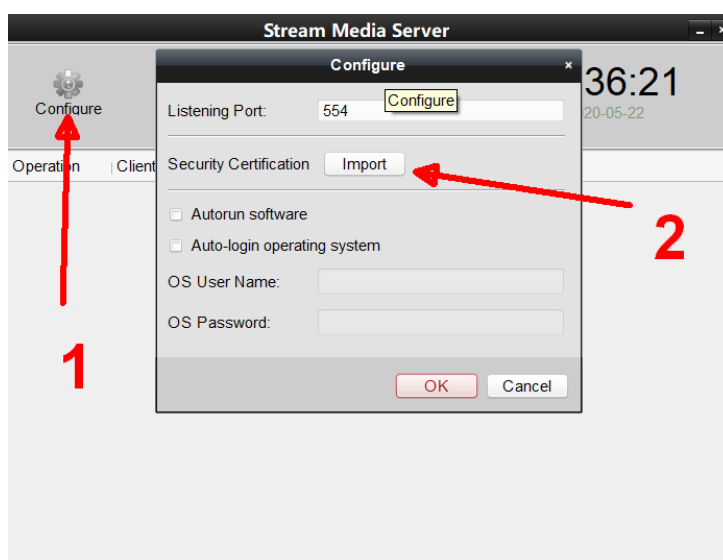 Stream Media Server
Configure
Configure
Configure
36:21
20-05-22
Listening Port:
554
Operation
Client
Security Certification
Import
Autorun software
Auto-login operating system
OS User Name:
OS Password:
OK
Cancel
1
2